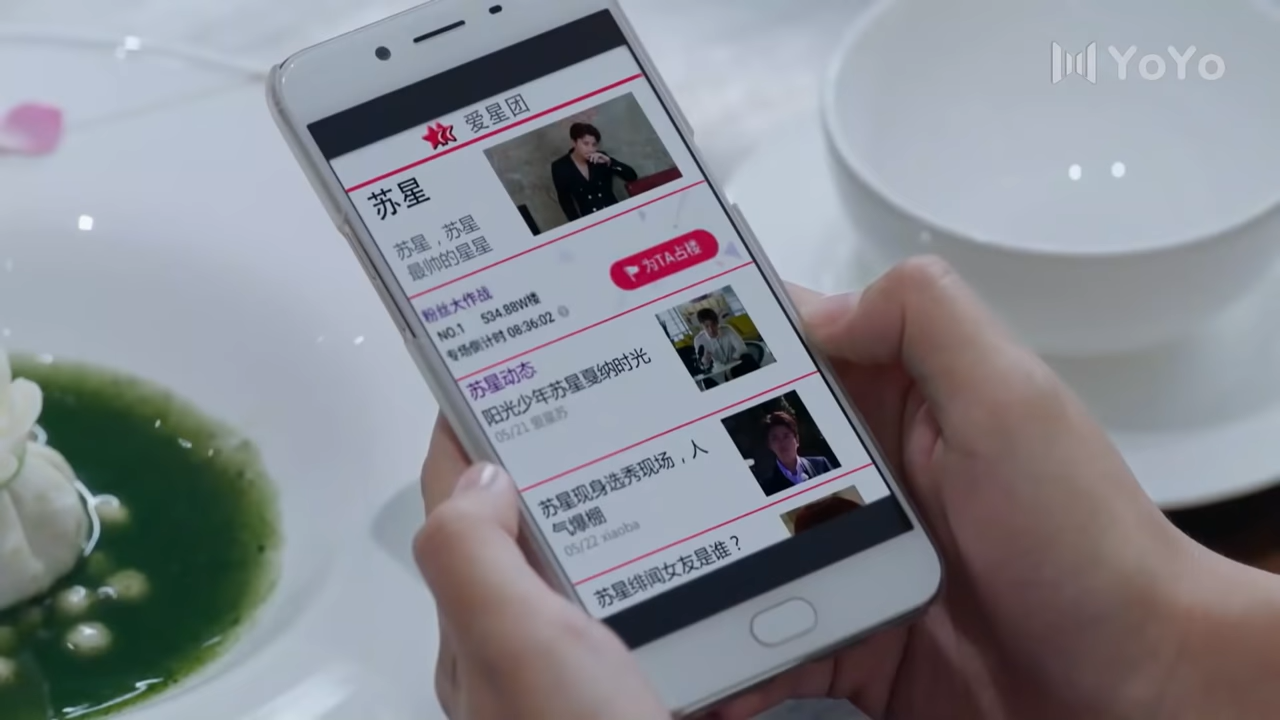 YoYo
爱星团
苏星
苏星，苏星
最帅的星星
为TA占楼
粉丝大作战
NO.1 534.88W楼
专场倒计时 08:36:02
苏星动态
阳光少年苏星戛纳时光
05/21 爱星苏
苏星现身选秀现场，人
气爆棚
05/22 xiaoba
苏星绯闻女友是谁？